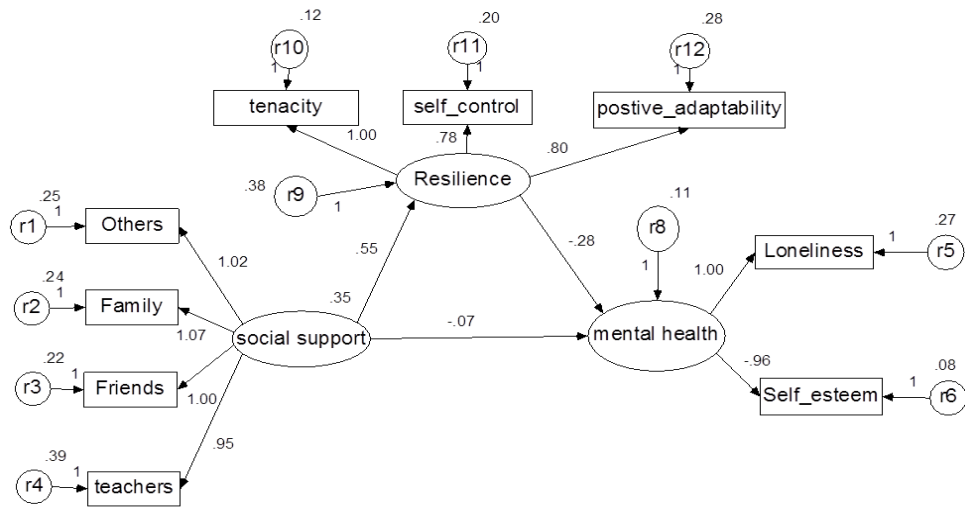 .12
.20
.28
r10
r11
r12
1
1
1
tenacity
self_control
postive_adaptability
1.00
.78
.80
.38
r9
1
Resilience
.25
r1
1
Others
.11
r8
1
.27
r5
1
Loneliness
1.02
.55
-.28
1.00
.24
r2
1
Family
.35
1.07
social support
-.07
mental health
.22
r3
1
Friends
1.00
-.96
.08
r6
1
Self_esteem
.95
.39
r4
1
teachers